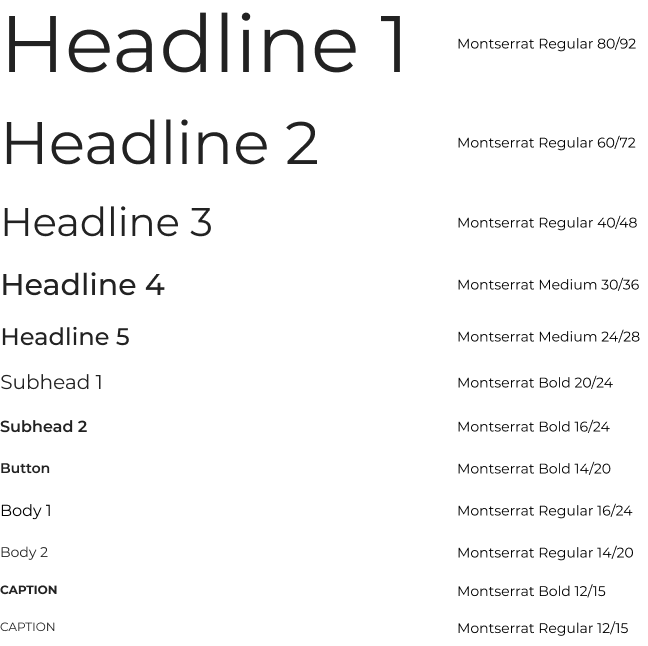 Headline 1 Montserrat Regular 80/92
Headline 2 Montserrat Regular 60/72
Headline 3 Montserrat Regular 40/48
Headline 4 Montserrat Medium 30/36
Headline 5 Montserrat Medium 24/28
Subhead 1 Montserrat Bold 20/24
Subhead 2 Montserrat Bold 16/24
Button Montserrat Bold 14/20
Body 1 Montserrat Regular 16/24
Body 2 Montserrat Regular 14/20
CAPTION Montserrat Bold 12/15
CAPTION Montserrat Regular 12/15